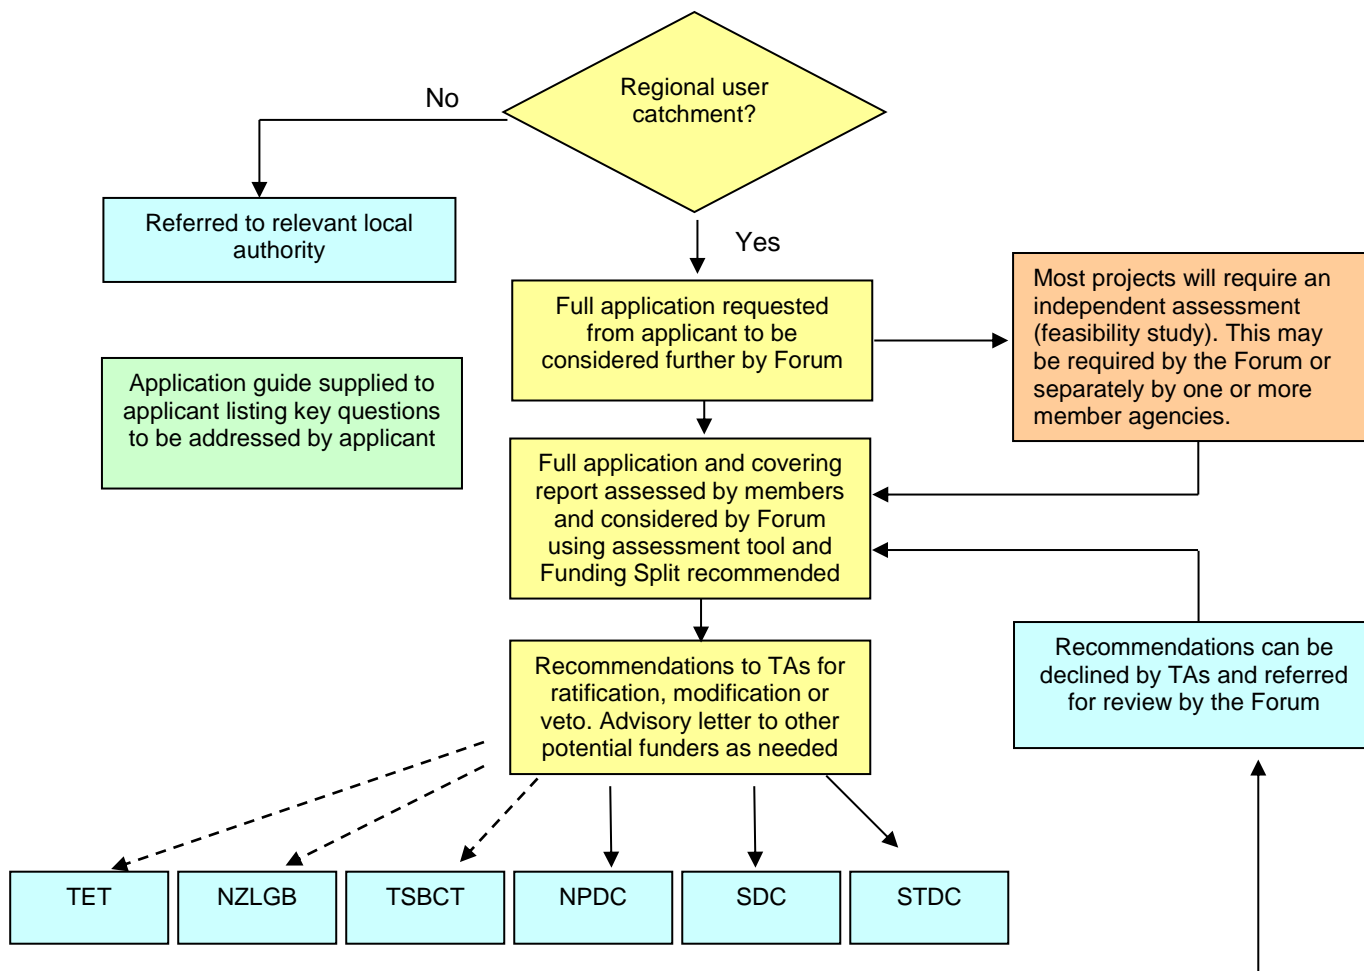 Regional user
catchment?
No
Referred to relevant local
authority
Yes
Full application requested
from applicant to be
considered further by Forum
Most projects will require an
independent assessment
(feasibility study). This may
be required by the Forum or
separately by one or more
member agencies.
Application guide supplied to
applicant listing key questions
to be addressed by applicant
Full application and covering
report assessed by members
and considered by Forum
using assessment tool and
Funding Split recommended
Recommendations to TAs for
ratification, modification or
veto. Advisory letter to other
potential funders as needed
Recommendations can be
declined by TAs and referred
for review by the Forum
TET
NZLGB
TSBCT
NPDC
SDC
STDC